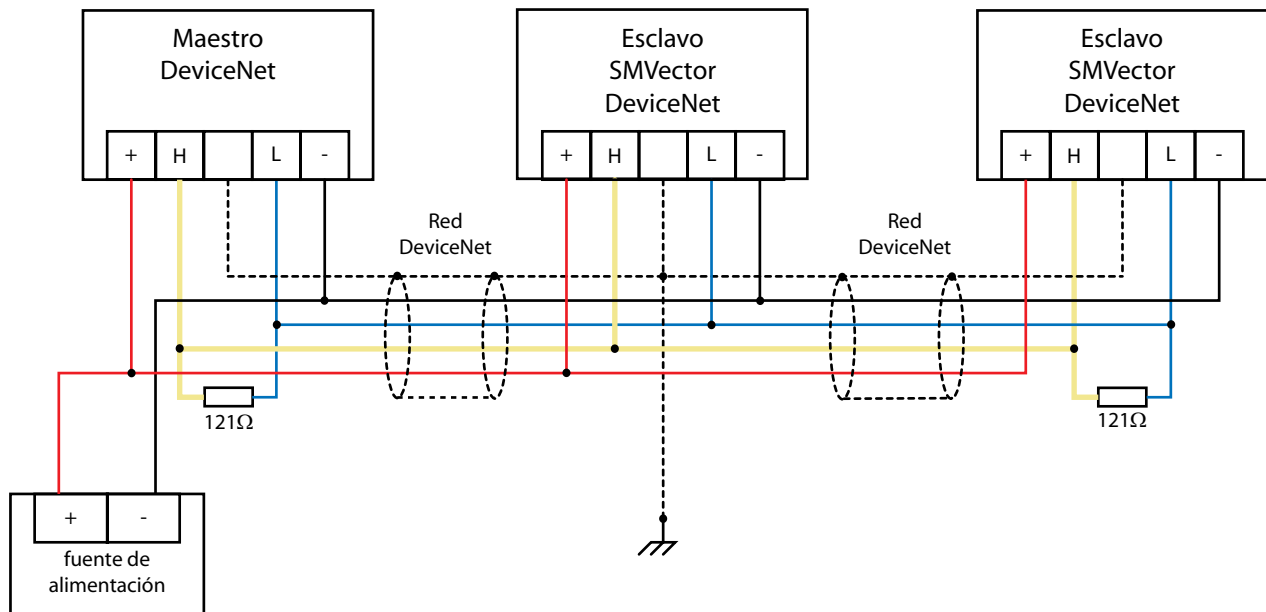 Maestro
DeviceNet
+ H L -
Esclavo
SMVector
DeviceNet
+ H L -
Esclavo
SMVector
DeviceNet
+ H L -
Red
DeviceNet
Red
DeviceNet
121Ω
121Ω
+ -
fuente de
alimentación